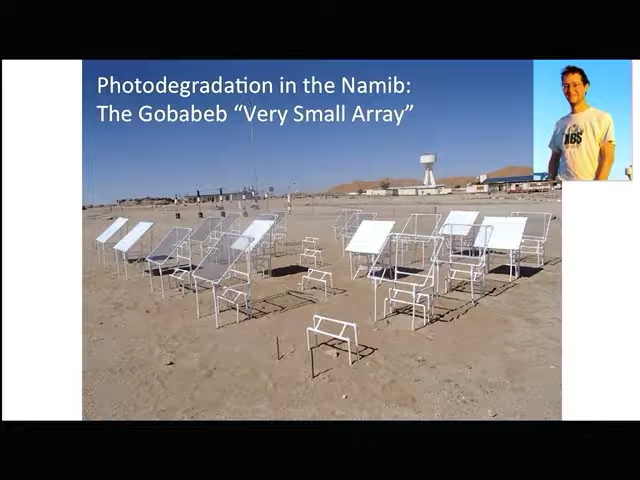 Photodegradation in the Namib:
The Gobabeb “Very Small Array”